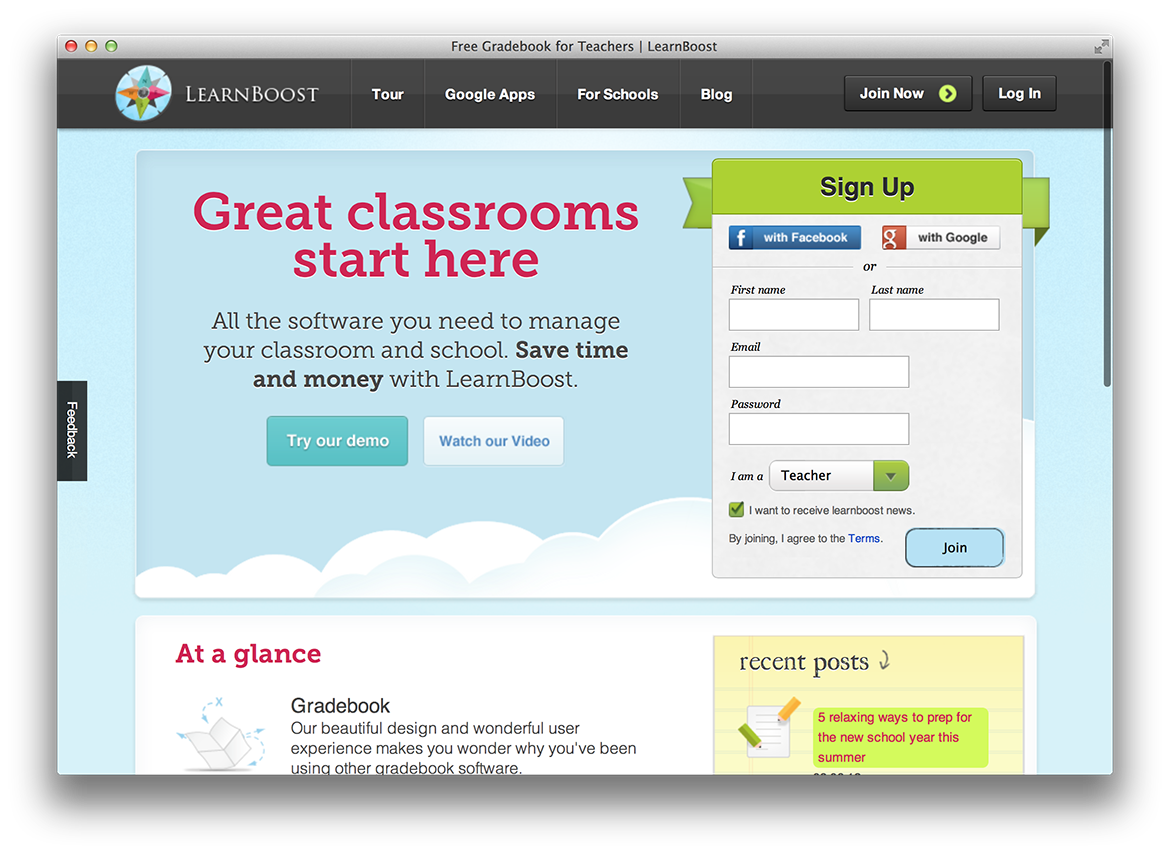 Free Gradebook for Teachers | LearnBoost
LEARNBOOST
Tour
Google Apps
For Schools
Blog
Join Now
Log In
Great classrooms
start here
All the software you need to manage
your classroom and school. Save time
and money with LearnBoost.
Try our demo
Watch our Video
Feedback
Sign Up
f with Facebook
g with Google
or
First name
Last name
Email
Password
I am a
Teacher
I want to receive learnboost news.
By joining, I agree to the Terms.
Join
At a glance
Gradebook
Our beautiful design and wonderful user
experience makes you wonder why you've been
using other gradebook software.
recent posts
X
5 relaxing ways to prep for
the new school year this
summer